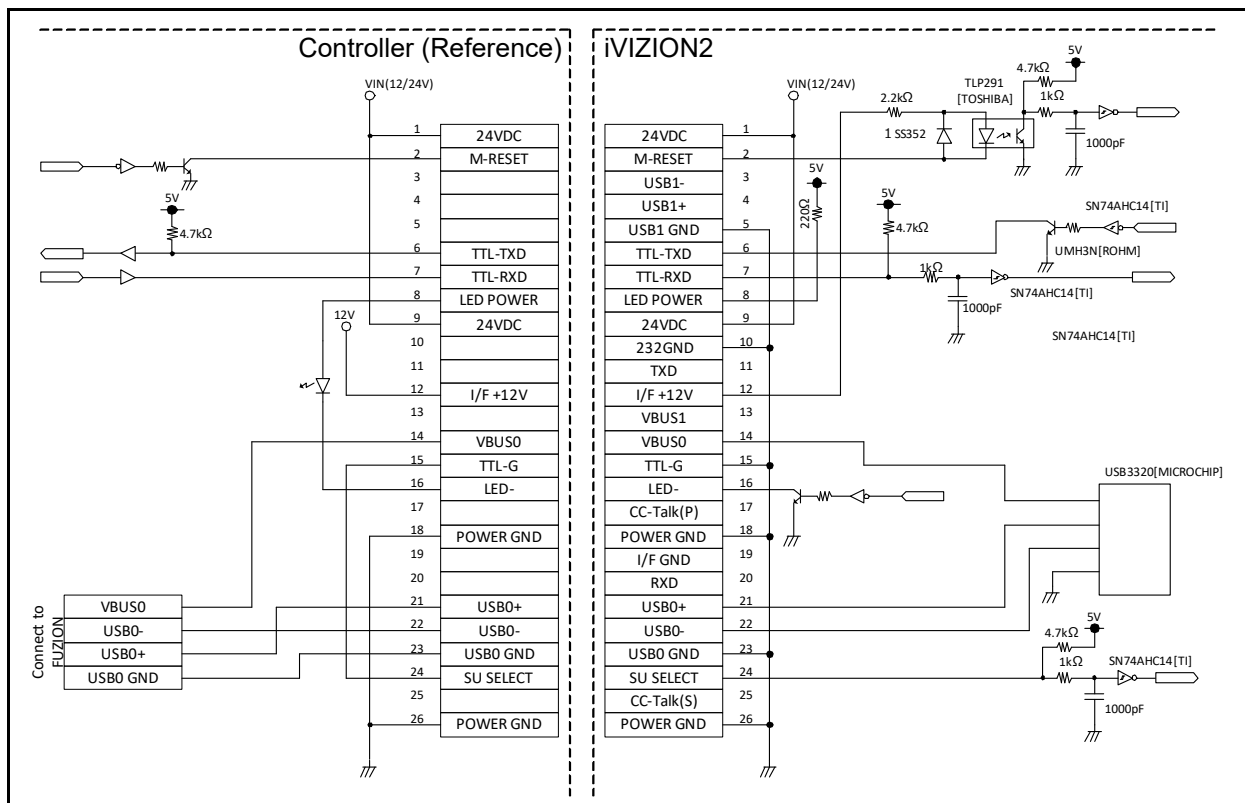 Controller (Reference)
VIN(12/24V)
1 24VDC
2 M-RESET
3
4
5
5V
4.7kΩ
6 TTL-TXD
7 TTL-RXD
8 LED POWER
9 24VDC
12V
10
11
12 I/F +12V
13
14 VBUS0
15 TTL-G
16 LED-
17
18 POWER GND
19
20
21 USB0+
22 USB0-
23 USB0 GND
24 SU SELECT
25
26 POWER GND
Connect to
FUZION
VBUS0
USB0-
USB0+
USB0 GND
iVIZION2
VIN(12/24V)
24VDC 1
M-RESET 2
USB1- 3
USB1+ 4
USB1 GND 5
TTL-TXD 6
TTL-RXD 7
LED POWER 8
24VDC 9
232GND 10
TXD 11
I/F +12V 12
VBUS1 13
VBUS0 14
TTL-G 15
LED- 16
CC-Talk(P) 17
POWER GND 18
I/F GND 19
RXD 20
USB0+ 21
USB0- 22
USB0 GND 23
SU SELECT 24
CC-Talk(S) 25
POWER GND 26
2.2kΩ
1 SS352
TLP291
[TOSHIBA]
5V
4.7kΩ
1kΩ
1000pF
5V
220Ω
5V
4.7kΩ
SN74AHC14[TI]
UMH3N[ROHM]
1kΩ
SN74AHC14[TI]
1000pF
SN74AHC14[TI]
USB3320[MICROCHIP]
5V
4.7kΩ
1kΩ
SN74AHC14[TI]
1000pF